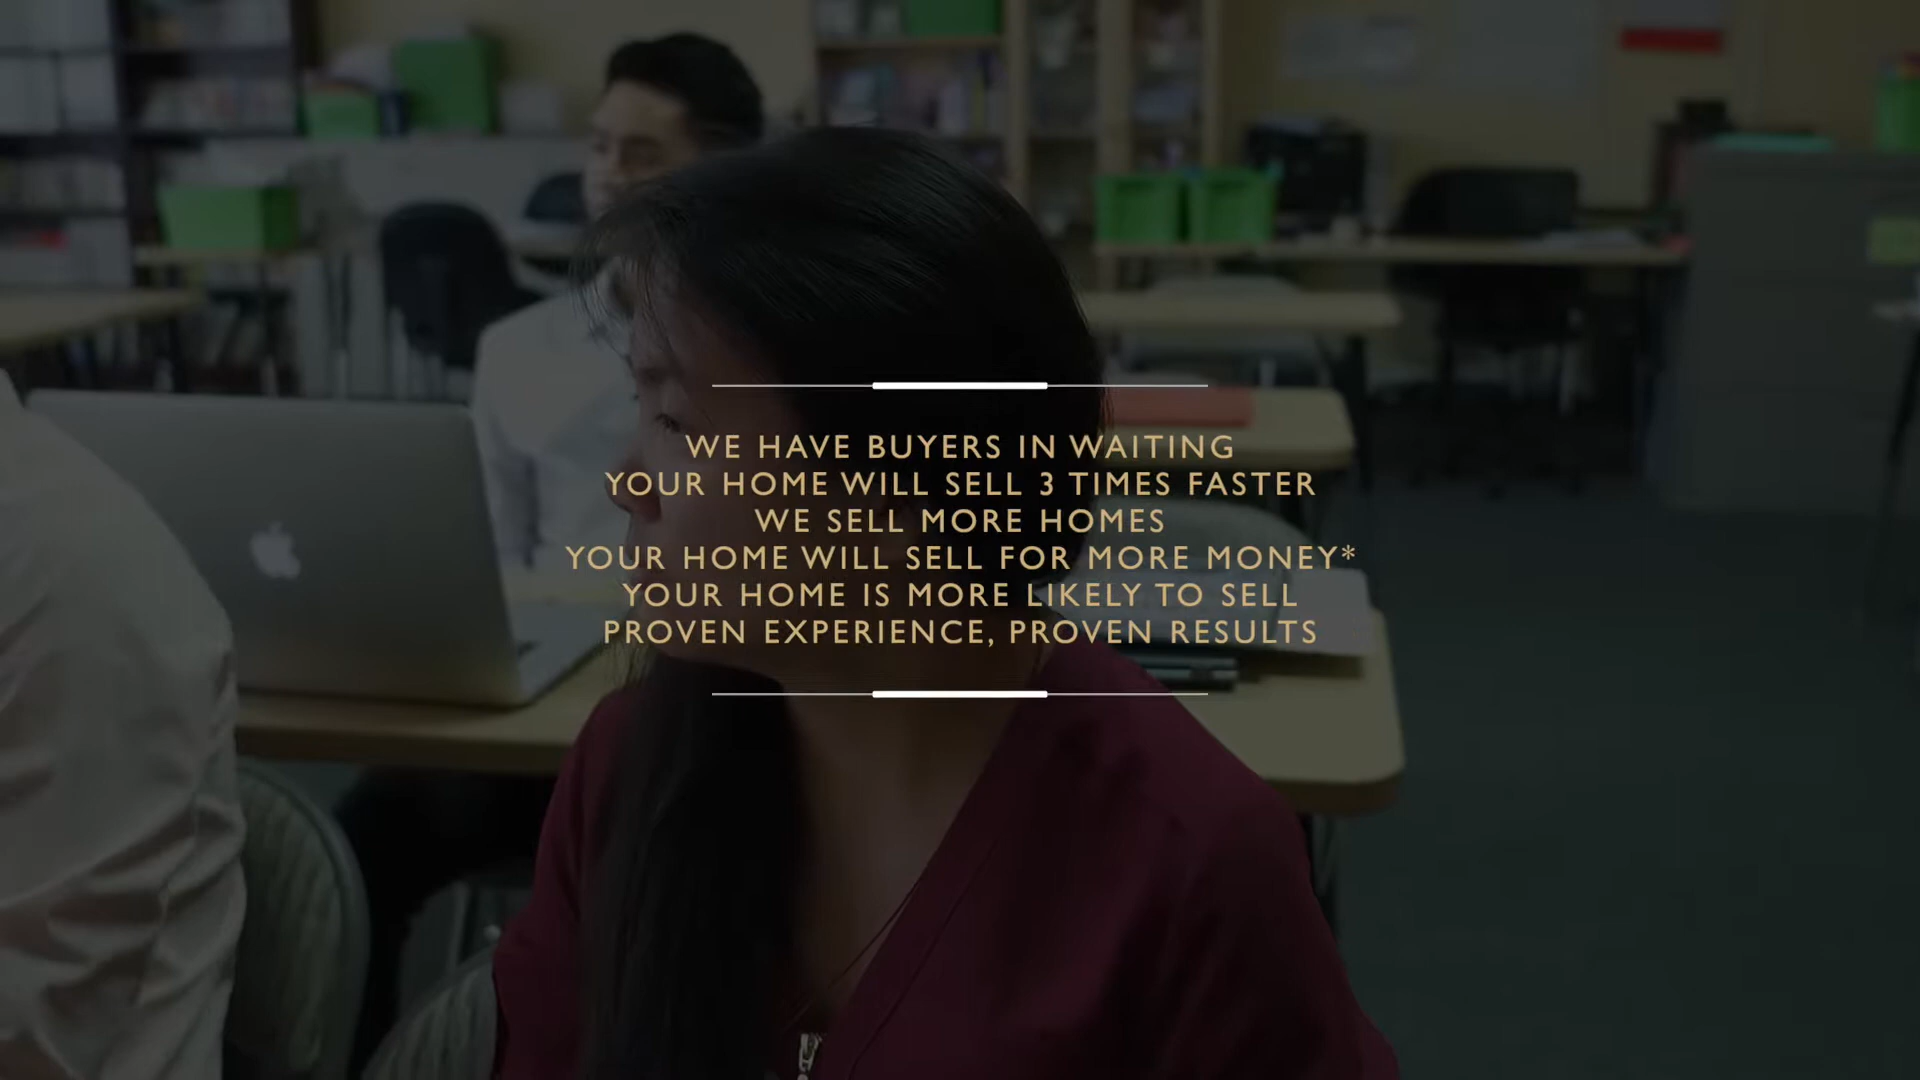 WE HAVE BUYERS IN WAITING
YOUR HOME WILL SELL 3 TIMES FASTER
WE SELL MORE HOMES
YOUR HOME WILL SELL FOR MORE MONEY*
YOUR HOME IS MORE LIKELY TO SELL
PROVEN EXPERIENCE, PROVEN RESULTS